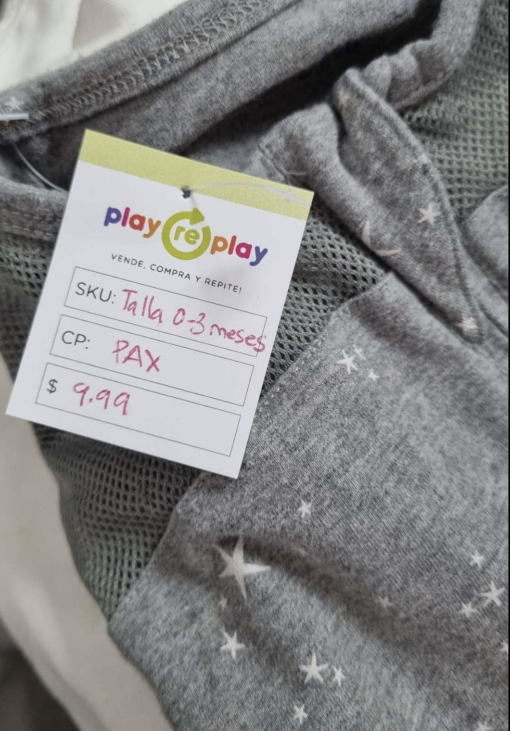 play re play
VENDE, COMPRA Y REPITE!
SKU: Talla 0-3 meses
CP: PAX
$ 9.99